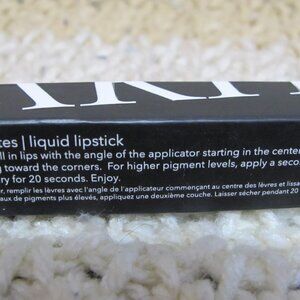 tes | liquid lipstick
ll in lips with the angle of the applicator starting in the center
g toward the corners. For higher pigment levels, apply a secon
ry for 20 seconds. Enjoy.
er, remplir les lèvres avec l'angle de l'applicateur commençant au centre des lèvres et lissa
aux de pigments plus élevés, appliquez une deuxième couche. Laisser sécher pendant 20